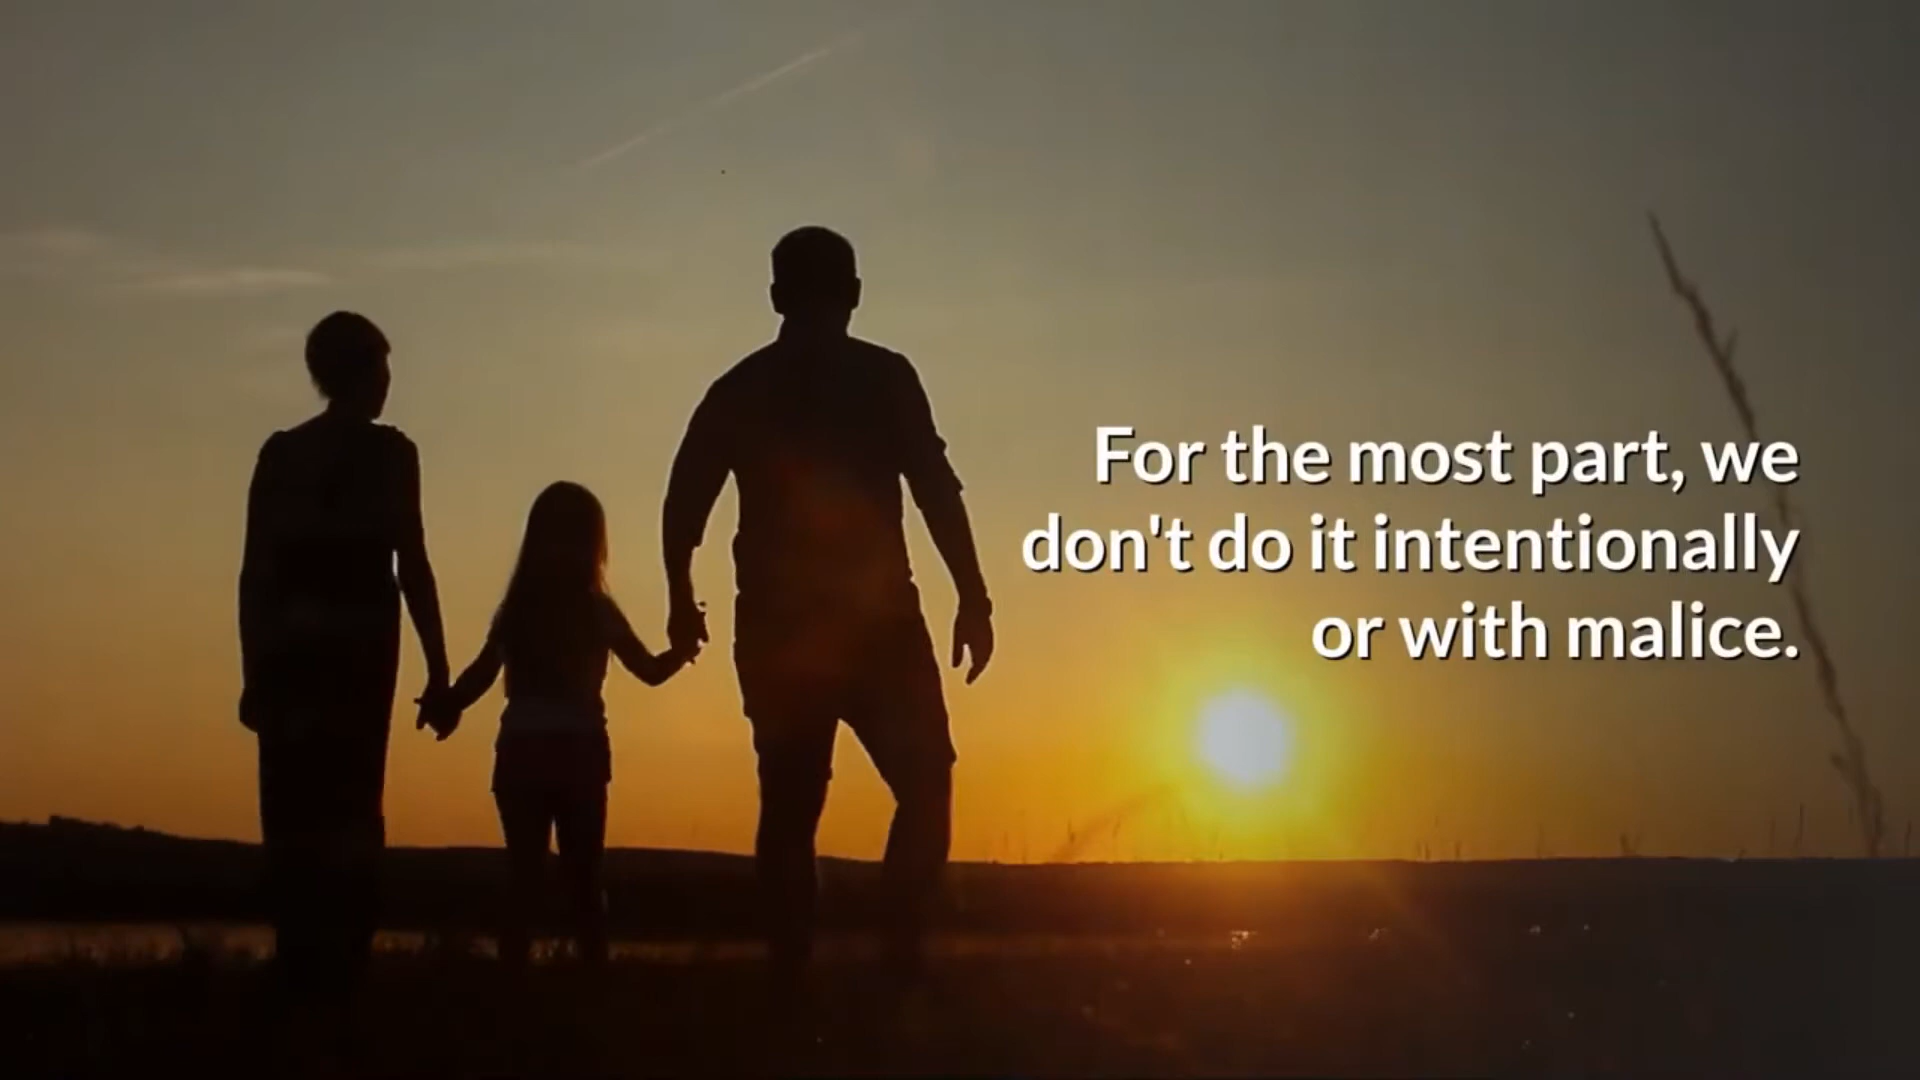 For the most part, we
don't do it intentionally
or with malice.